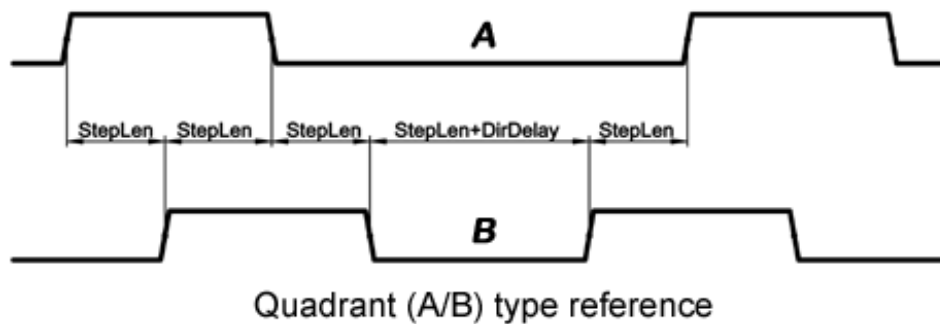 A
StepLen StepLen StepLen StepLen+DirDelay StepLen
B
Quadrant (A/B) type reference